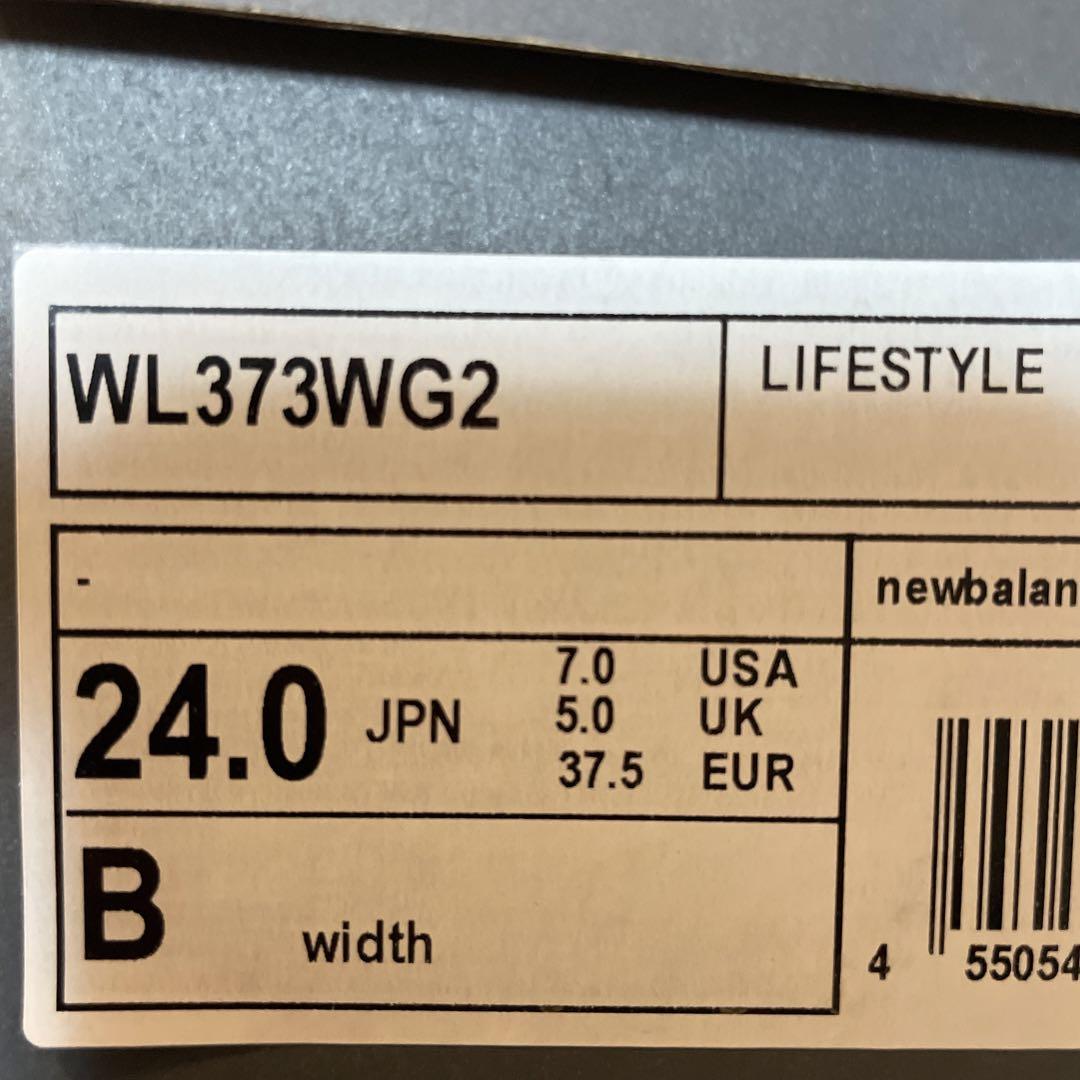 WL373WG2
LIFESTYLE
-
newbalan
24.0 JPN
7.0 USA
5.0 UK
37.5 EUR
B width
4 55054